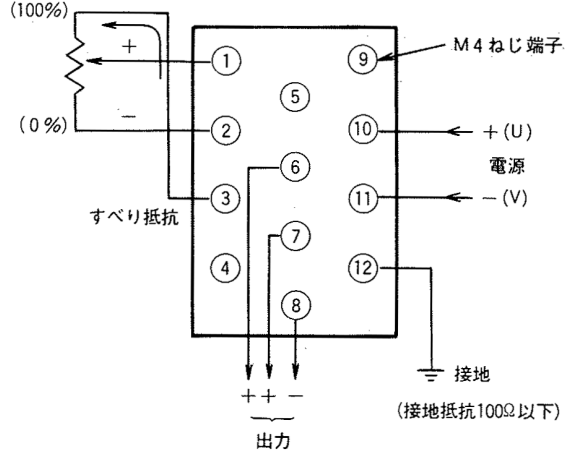 (100%)
+
①
⑨
M4ねじ端子
⑤
(0%)
−
②
⑩
+(U)
⑥
電源
③
⑪
−(V)
すべり抵抗
⑦
④
⑫
⑧
接地
++−
(接地抵抗100Ω以下)
出力